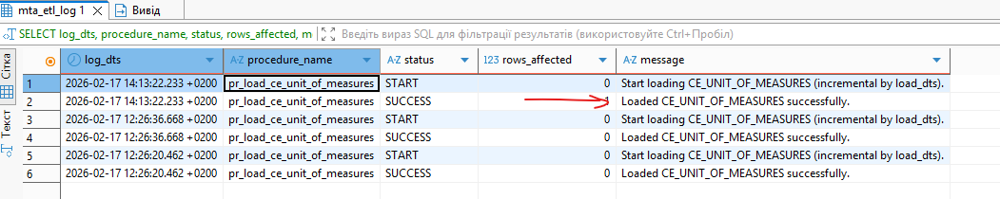 mta_etl_log 1
Вивід
SELECT log_dts, procedure_name, status, rows_affected, m
Введіть вираз SQL для фільтрації результатів (використовуйте Ctrl+Пробіл)
Сітка
Текст
log_dts A-Z procedure_name A-Z status 123 rows_affected A-Z message
1 2026-02-17 14:13:22.233 +0200 pr_load_ce_unit_of_measures START 0 Start loading CE_UNIT_OF_MEASURES (incremental by load_dts).
2 2026-02-17 14:13:22.233 +0200 pr_load_ce_unit_of_measures SUCCESS 1 Loaded CE_UNIT_OF_MEASURES successfully.
3 2026-02-17 12:26:36.668 +0200 pr_load_ce_unit_of_measures START 0 Start loading CE_UNIT_OF_MEASURES (incremental by load_dts).
4 2026-02-17 12:26:36.668 +0200 pr_load_ce_unit_of_measures SUCCESS 0 Loaded CE_UNIT_OF_MEASURES successfully.
5 2026-02-17 12:26:20.462 +0200 pr_load_ce_unit_of_measures START 0 Start loading CE_UNIT_OF_MEASURES (incremental by load_dts).
6 2026-02-17 12:26:20.462 +0200 pr_load_ce_unit_of_measures SUCCESS 0 Loaded CE_UNIT_OF_MEASURES successfully.